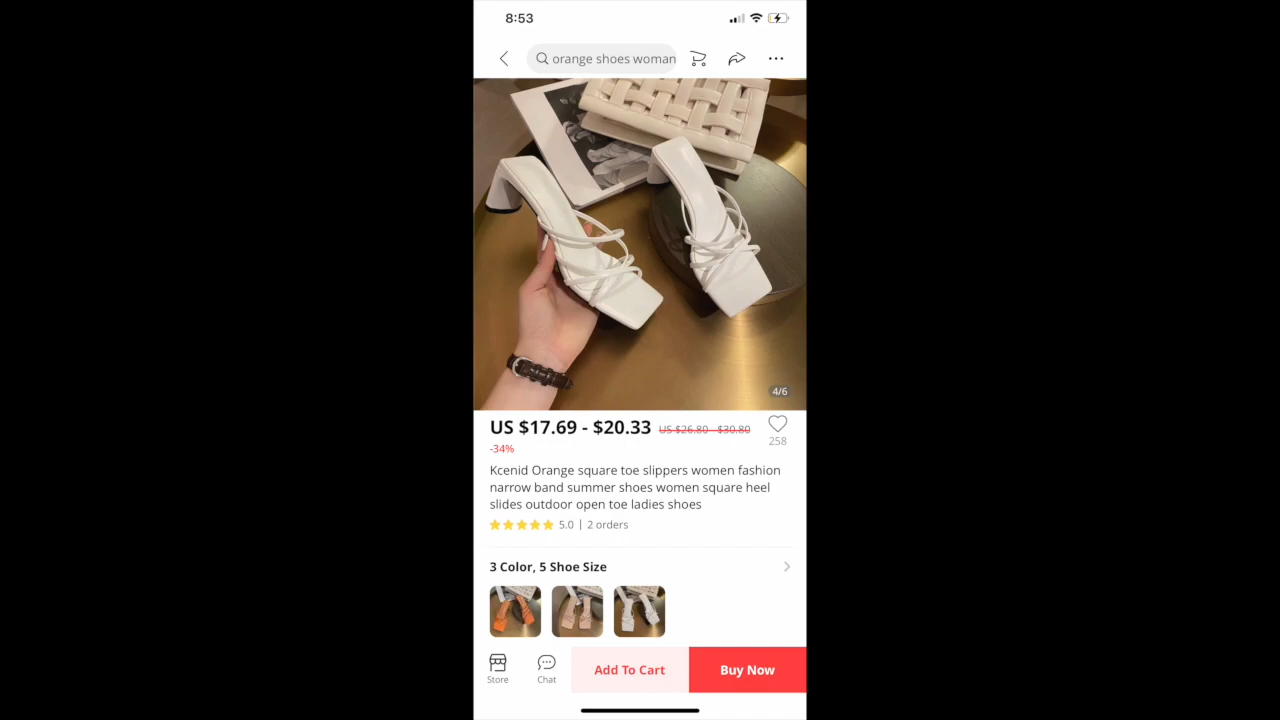 8:53
orange shoes woman
4/6
US $17.69 - $20.33 US $26.80 - $30.80
258
-34%
Kcenid Orange square toe slippers women fashion
narrow band summer shoes women square heel
slides outdoor open toe ladies shoes
5.0 | 2 orders
3 Color, 5 Shoe Size
Store
Chat
Add To Cart
Buy Now